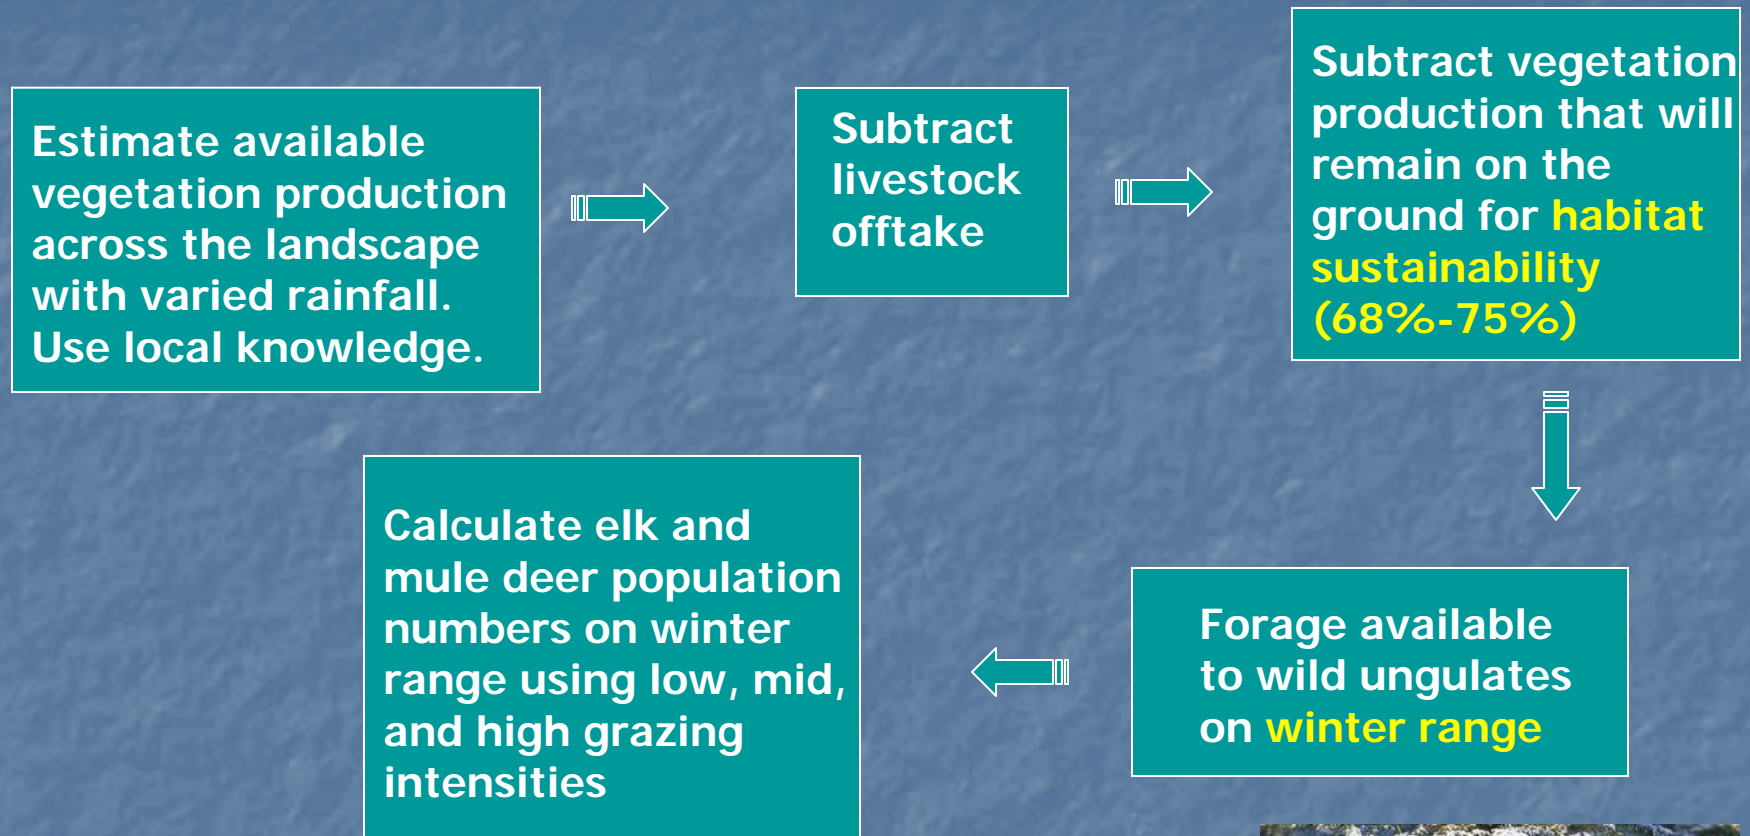 Estimate available
vegetation production
across the landscape
with varied rainfall.
Use local knowledge.
Subtract
livestock
offtake
Subtract vegetation
production that will
remain on the
ground for habitat
sustainability
(68%-75%)
Forage available
to wild ungulates
on winter range
Calculate elk and
mule deer population
numbers on winter
range using low, mid,
and high grazing
intensities